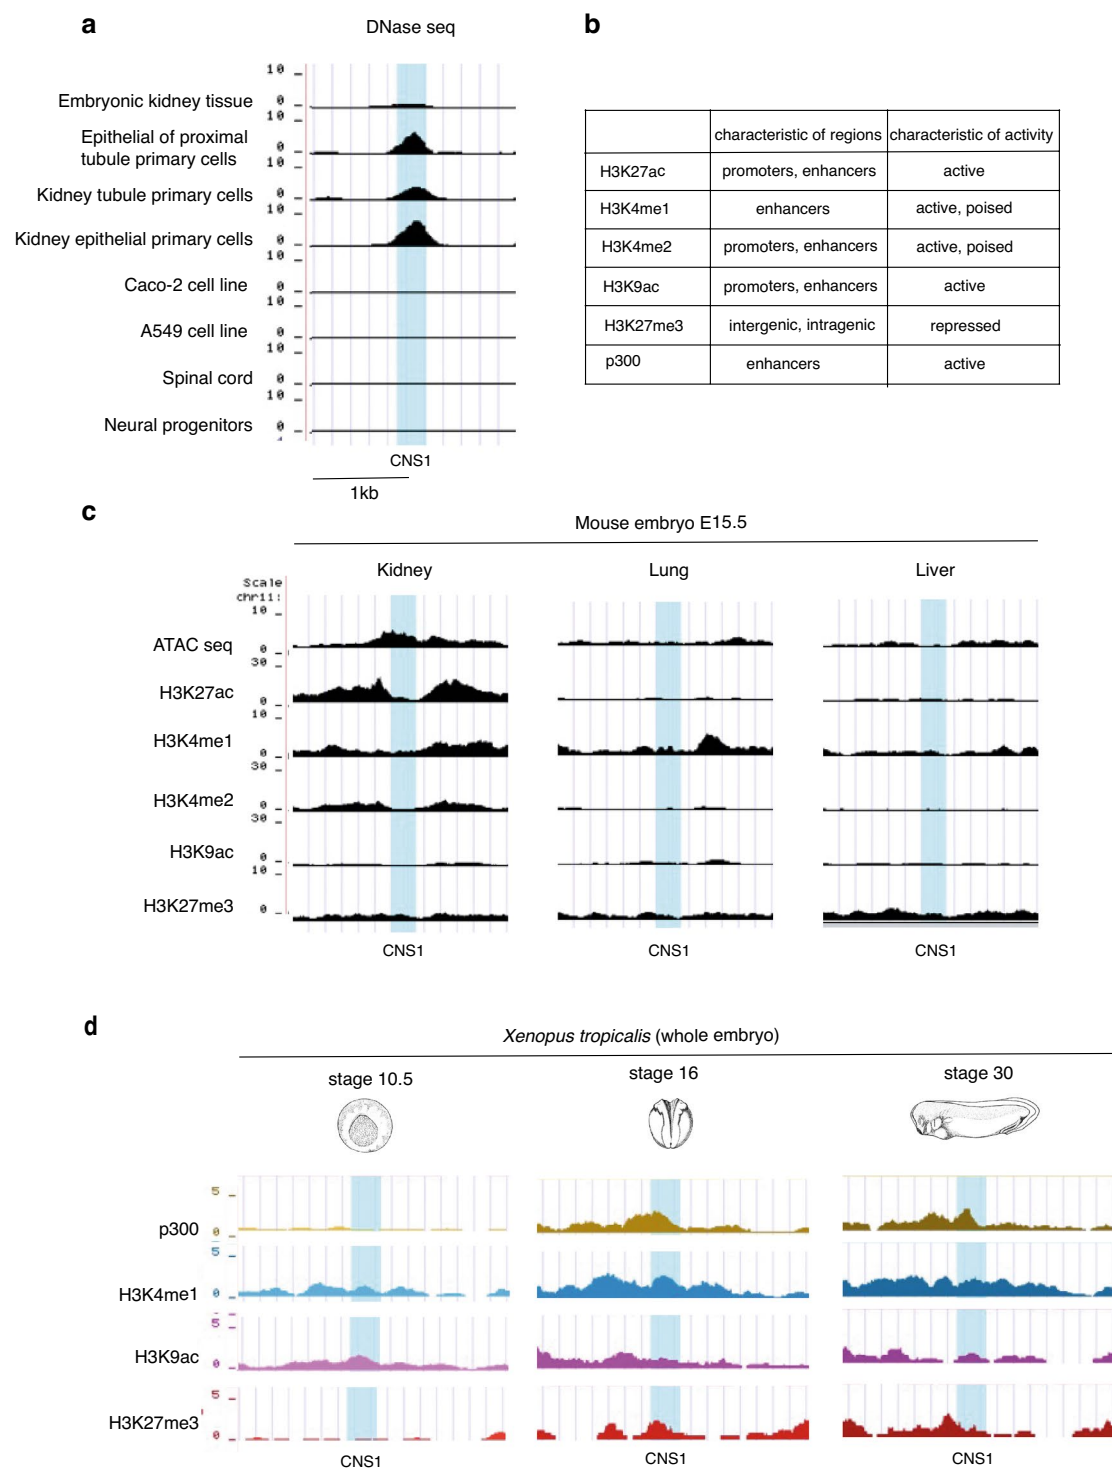 a
DNase seq
10
Embryonic kidney tissue
0
10
Epithelial of proximal
tubule primary cells
0
10
Kidney tubule primary cells
0
10
Kidney epithelial primary cells
0
10
Caco-2 cell line
0
10
A549 cell line
0
10
Spinal cord
0
10
Neural progenitors
0
CNS1
1kb
b
characteristic of regions characteristic of activity
H3K27ac promoters, enhancers active
H3K4me1 enhancers active, poised
H3K4me2 promoters, enhancers active, poised
H3K9ac promoters, enhancers active
H3K27me3 intergenic, intragenic repressed
p300 enhancers active
c
Mouse embryo E15.5
Kidney Lung Liver
Scale
chr11:
10
ATAC seq
0
30
H3K27ac
0
10
H3K4me1
0
30
H3K4me2
0
30
H3K9ac
0
10
H3K27me3
0
CNS1 CNS1 CNS1
d
Xenopus tropicalis (whole embryo)
stage 10.5 stage 16 stage 30
5
p300
0
5
H3K4me1
0
5
H3K9ac
0
5
H3K27me3
0
CNS1 CNS1 CNS1